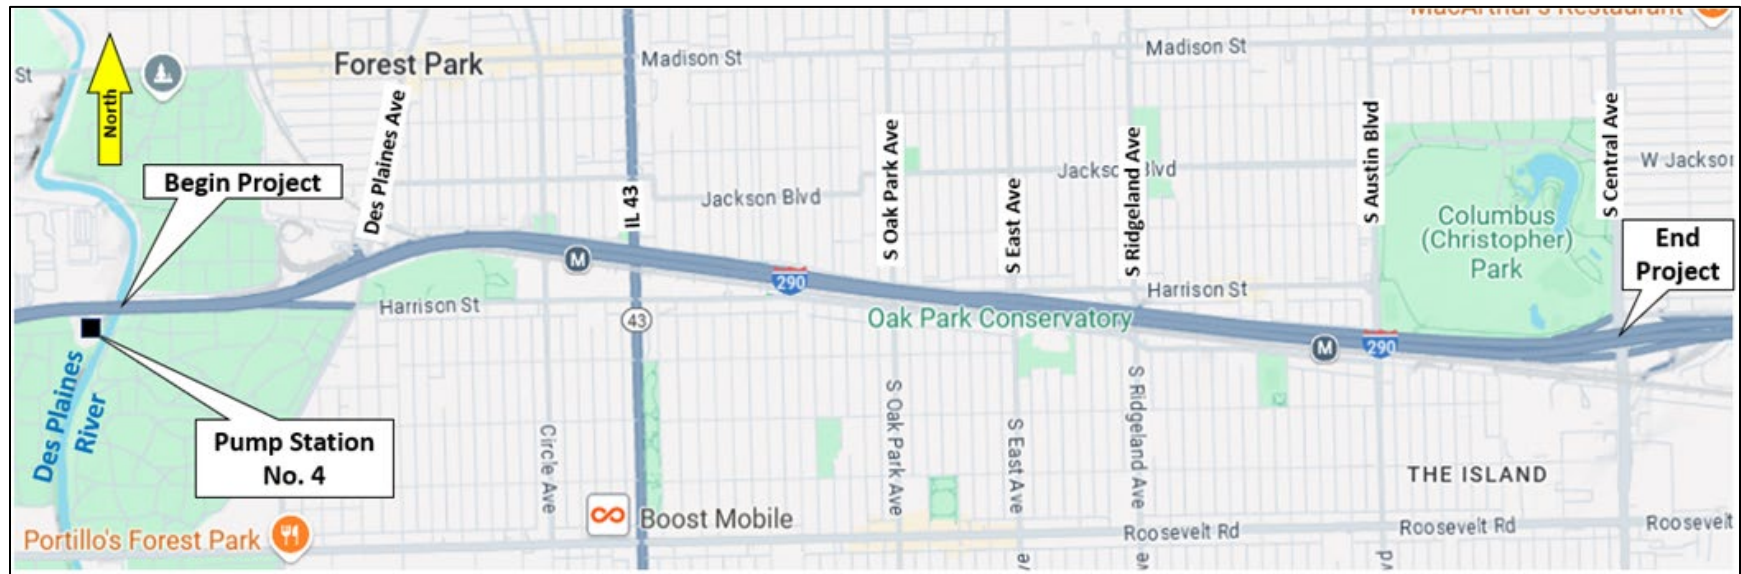 MacArthur's Restaurant
St
North
Forest Park
Madison St
Madison St
Begin Project
Des Plaines Ave
IL 43
S Oak Park Ave
S East Ave
S Ridgeland Ave
S Austin Blvd
S Central Ave
Jackson Blvd
Jackso Blvd
W Jackson
Columbus
(Christopher)
Park
End
Project
M
290
Harrison St
Harrison St
43
Oak Park Conservatory
M
290
Des Plaines
River
Pump Station
No. 4
Circle Ave
S Oak Park Ave
S East Ave
S Ridgeland Ave
THE ISLAND
Portillo's Forest Park
Boost Mobile
Roosevelt Rd
Roosevelt Rd
Roosevelt